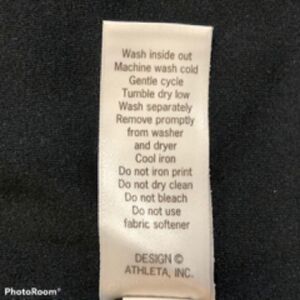 Wash inside out
Machine wash cold
Gentle cycle
Tumble dry low
Wash separately
Remove promptly
from washer
and dryer
Cool iron
Do not iron print
Do not dry clean
Do not bleach
Do not use
fabric softener
DESIGN ©
ATHLETA, INC.
PhotoRoom®